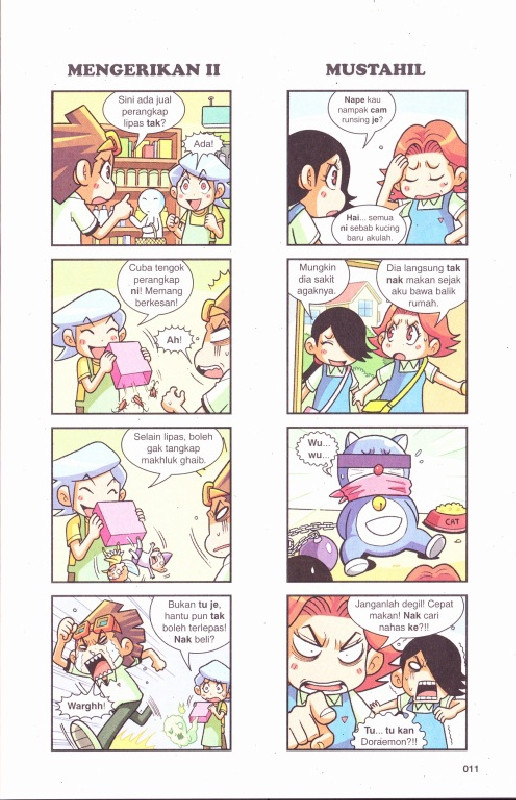 MENGERIKAN II
Sini ada jual
perangkap
lipas tak?
Ada!
Cuba tengok
perangkap
ni! Memang
berkesan!
Ah!
Selain lipas, boleh
gak tangkap
makhluk ghaib.
Bukan tu je,
hantu pun tak
boleh terlepas!
Nak beli?
Warghh!
MUSTAHIL
Nape kau
nampak cam
runsing je?
Hai... semua
ni sebab kucing
baru akulah.
Mungkin
dia sakit
agaknya.
Dia langsung tak
nak makan sejak
aku bawa balik
rumah.
Wu...
wu...
CAT
Janganlah degil! Cepat
makan! Naik cari
nahas ke?!!
Tu... tu kan
Doraemon?!!
011